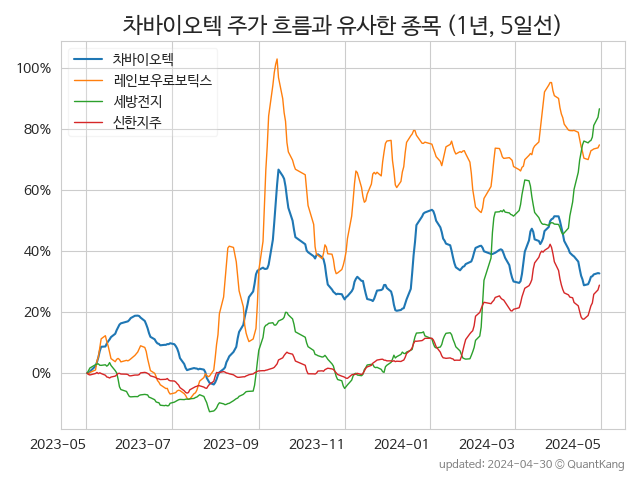 차바이오텍 주가 흐름과 유사한 종목 (1년, 5일선)
차바이오텍
레인보우로보틱스
세방전지
신한지주
100%
80%
60%
40%
20%
0%
2023-05 2023-07 2023-09 2023-11 2024-01 2024-03 2024-05
updated: 2024-04-30 © QuantKang